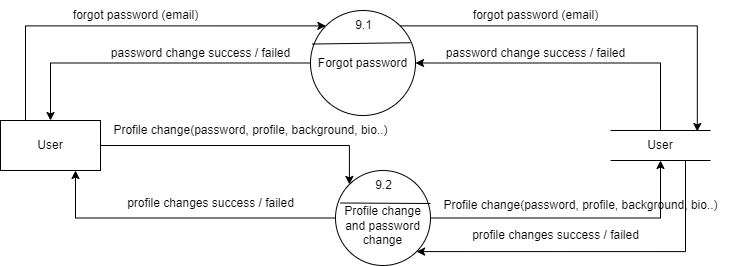 forgot password (email)
9.1
forgot password (email)
password change success / failed
Forgot password
password change success / failed
User
Profile change(password, profile, background, bio..)
User
9.2
profile changes success / failed
Profile change
and password
change
Profile change(password, profile, background, bio..)
profile changes success / failed